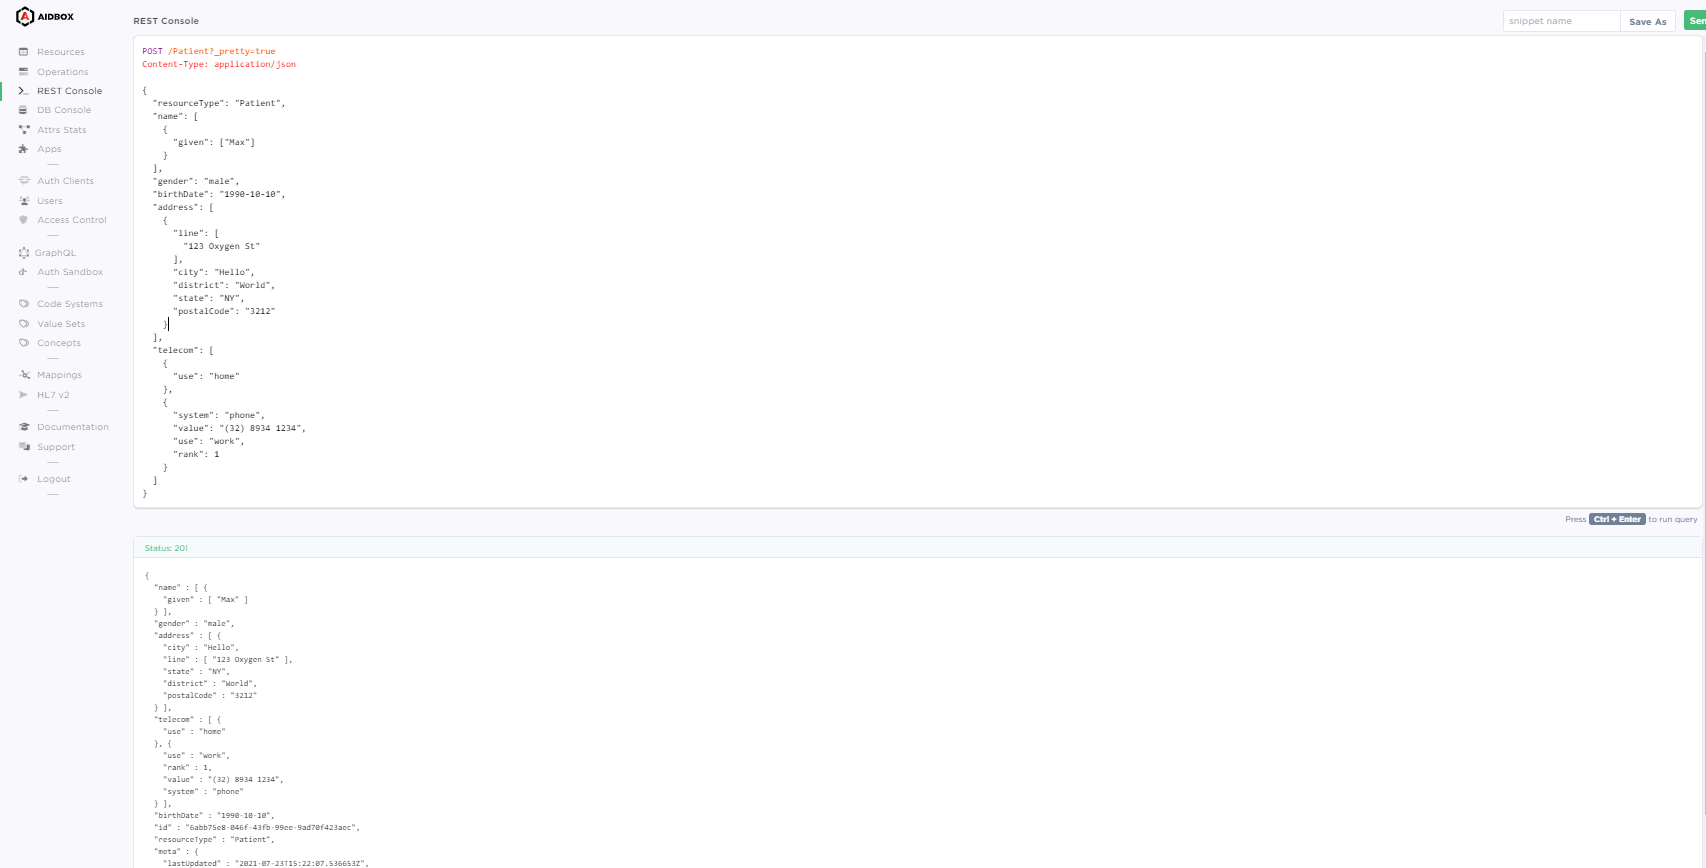 AIDBOX
Resources
Operations
REST Console
DB Console
Attrs Stats
Apps
Auth Clients
Users
Access Control
GraphQL
Auth Sandbox
Code Systems
Value Sets
Concepts
Mappings
HL7 v2
Documentation
Support
Logout
REST Console
snippet name
Save As
Sen
POST /Patient?_pretty=true
Content-Type: application/json
{
"resourceType": "Patient",
"name": [
{
"given": ["Max"]
}
],
"gender": "male",
"birthDate": "1990-10-10",
"address": [
{
"line": [
"123 Oxygen St"
],
"city": "Hello",
"district": "World",
"state": "NY",
"postalCode": "3212"
}
],
"telecom": [
{
"use": "home"
},
{
"system": "phone",
"value": "(32) 8934 1234",
"use": "work",
"rank": 1
}
]
}
Press Ctrl + Enter to run query
Status: 201
{
"name" : [ {
"given" : [ "Max" ]
} ],
"gender" : "male",
"address" : [ {
"city" : "Hello",
"line" : [ "123 Oxygen St" ],
"state" : "NY",
"district" : "World",
"postalCode" : "3212"
} ],
"telecom" : [ {
"use" : "home"
}, {
"use" : "work",
"rank" : 1,
"value" : "(32) 8934 1234",
"system" : "phone"
} ],
"birthDate" : "1990-10-10",
"id" : "6abb75e8-046f-43fb-99ee-9ad70f423aec",
"resourceType" : "Patient",
"meta" : {
"lastUpdated" : "2021-07-23T15:22:07.536653Z",